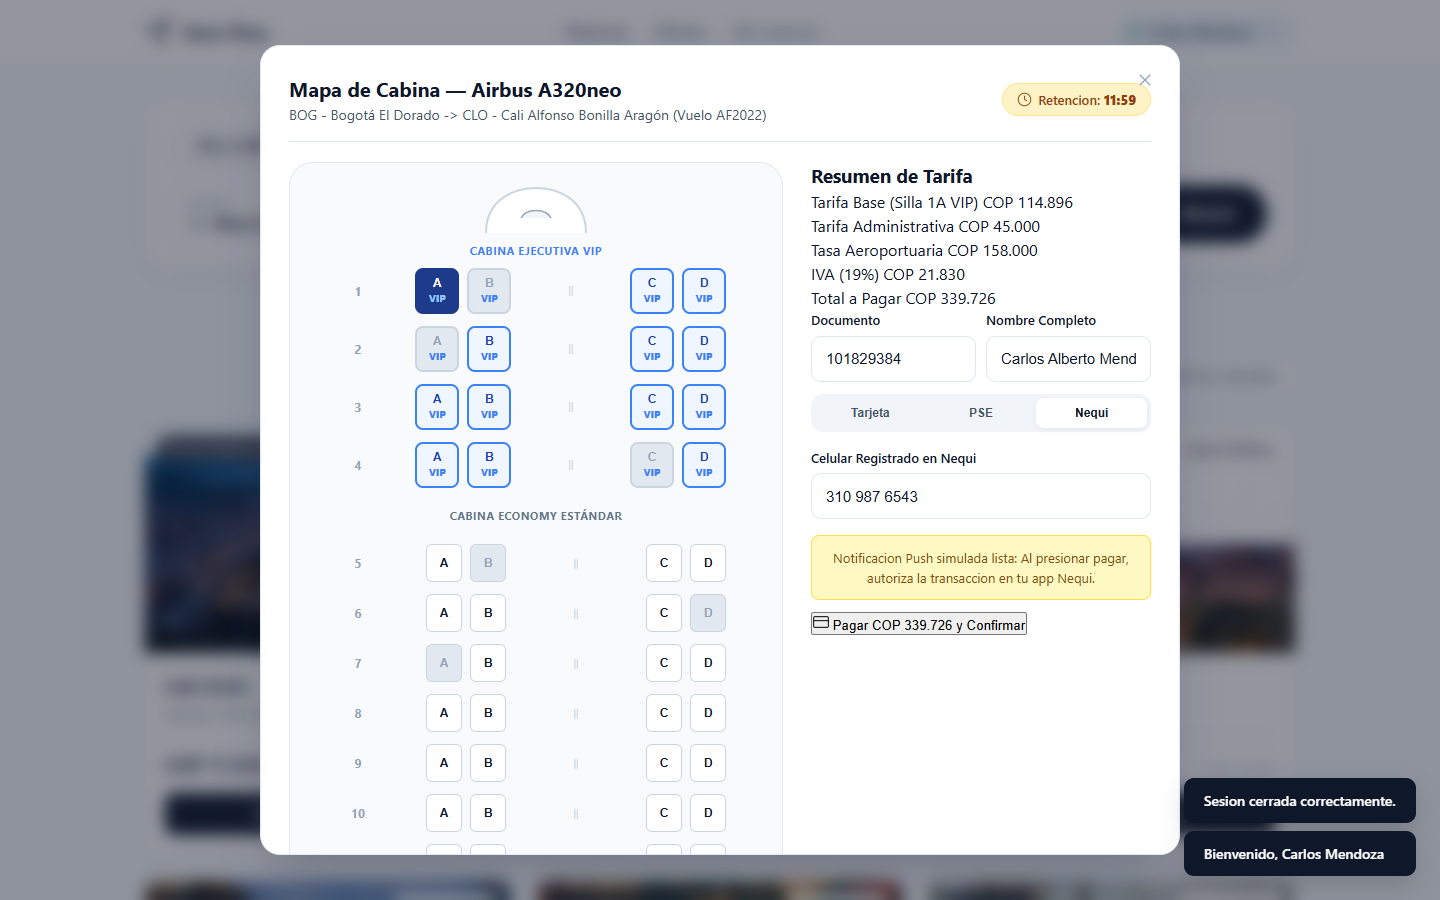 Mapa de Cabina — Airbus A320neo
BOG - Bogotá El Dorado -> CLO - Cali Alfonso Bonilla Aragón (Vuelo AF2022)
Retencion: 11:59
CABINA EJECUTIVA VIP
1 A VIP B VIP || C VIP D VIP
2 A VIP B VIP || C VIP D VIP
3 A VIP B VIP || C VIP D VIP
4 A VIP B VIP || C VIP D VIP
CABINA ECONOMY ESTÁNDAR
5 A B || C D
6 A B || C D
7 A B || C D
8 A B || C D
9 A B || C D
10 A B || C D
Resumen de Tarifa
Tarifa Base (Silla 1A VIP) COP 114.896
Tarifa Administrativa COP 45.000
Tasa Aeroportuaria COP 158.000
IVA (19%) COP 21.830
Total a Pagar COP 339.726
Documento Nombre Completo
101829384 Carlos Alberto Mend
Tarjeta PSE Nequi
Celular Registrado en Nequi
310 987 6543
Notificacion Push simulada lista: Al presionar pagar,
autoriza la transaccion en tu app Nequi.
Pagar COP 339.726 y Confirmar
Sesion cerrada correctamente.
Bienvenido, Carlos Mendoza